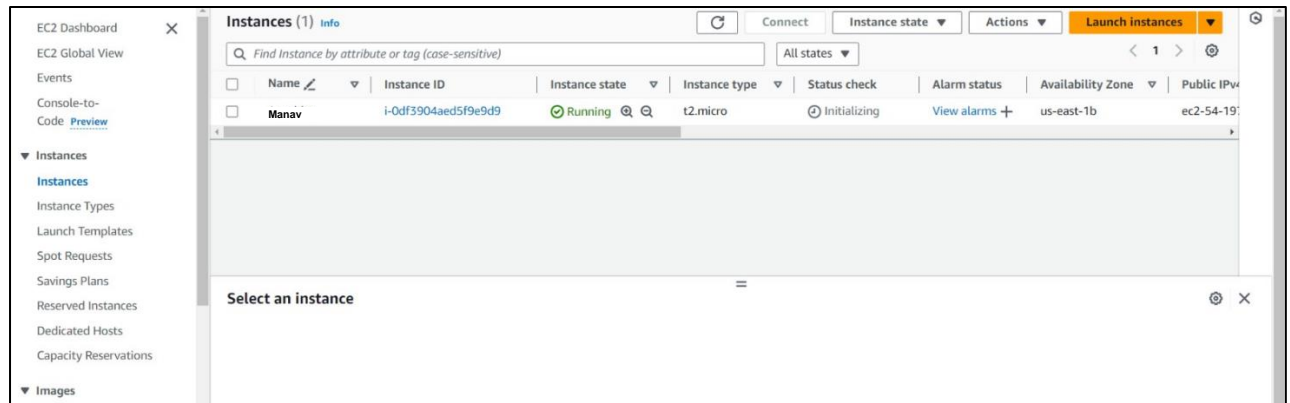 EC2 Dashboard
EC2 Global View
Events
Console-to-
Code Preview
Instances
Instances
Instance Types
Launch Templates
Spot Requests
Savings Plans
Reserved Instances
Dedicated Hosts
Capacity Reservations
Images
Instances (1) Info
Connect Instance state Actions Launch instances
Find Instance by attribute or tag (case-sensitive) All states 1
Name Instance ID Instance state Instance type Status check Alarm status Availability Zone Public IPv4
Manav i-0df3904aed5f9e9d9 Running t2.micro Initializing View alarms + us-east-1b ec2-54-197
Select an instance